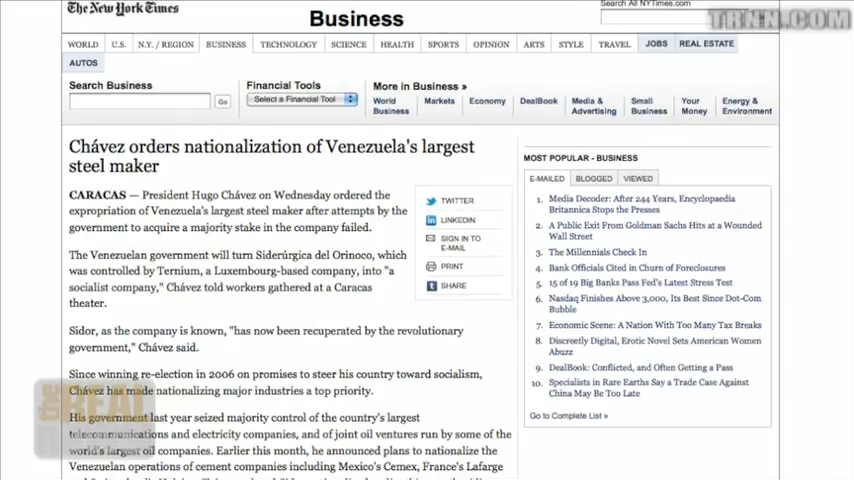 The New York Times
Search All NYTimes.com
TRNN.COM
Business
WORLD U.S. N.Y. / REGION BUSINESS TECHNOLOGY SCIENCE HEALTH SPORTS OPINION ARTS STYLE TRAVEL JOBS REAL ESTATE
AUTOS
Search Business
Go
Financial Tools
Select a Financial Tool
More in Business »
World Business
Markets
Economy
DealBook
Media & Advertising
Small Business
Your Money
Energy & Environment
Chávez orders nationalization of Venezuela's largest
steel maker
CARACAS — President Hugo Chávez on Wednesday ordered the
expropriation of Venezuela's largest steel maker after attempts by the
government to acquire a majority stake in the company failed.
The Venezuelan government will turn Siderúrgica del Orinoco, which
was controlled by Ternium, a Luxembourg-based company, into "a
socialist company," Chávez told workers gathered at a Caracas
theater.
Sidor, as the company is known, "has now been recuperated by the revolutionary
government," Chávez said.
Since winning re-election in 2006 on promises to steer his country toward socialism,
Chávez has made nationalizing major industries a top priority.
His government last year seized majority control of the country's largest
telecommunications and electricity companies, and of joint oil ventures run by some of the
world's largest oil companies. Earlier this month, he announced plans to nationalize the
Venezuelan operations of cement companies including Mexico's Cemex, France's Lafarge
TWITTER
LINKEDIN
SIGN IN TO
E-MAIL
PRINT
SHARE
MOST POPULAR - BUSINESS
E-MAILED BLOGGED VIEWED
1. Media Decoder: After 244 Years, Encyclopaedia
Britannica Stops the Presses
2. A Public Exit From Goldman Sachs Hits at a Wounded
Wall Street
3. The Millennials Check In
4. Bank Officials Cited in Churn of Foreclosures
5. 15 of 19 Big Banks Pass Fed's Latest Stress Test
6. Nasdaq Finishes Above 3,000, Its Best Since Dot-Com
Bubble
7. Economic Scene: A Nation With Too Many Tax Breaks
8. Discreetly Digital, Erotic Novel Sets American Women
Abuzz
9. DealBook: Conflicted, and Often Getting a Pass
10. Specialists in Rare Earths Say a Trade Case Against
China May Be Too Late
Go to Complete List »
REAL